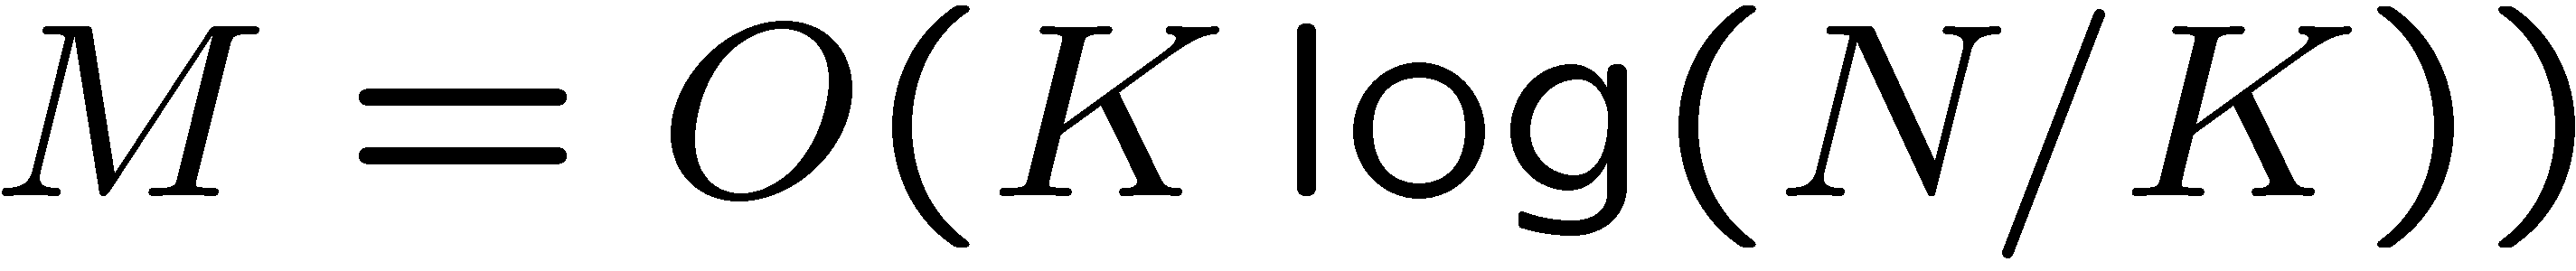 M = O(K log(N/K))